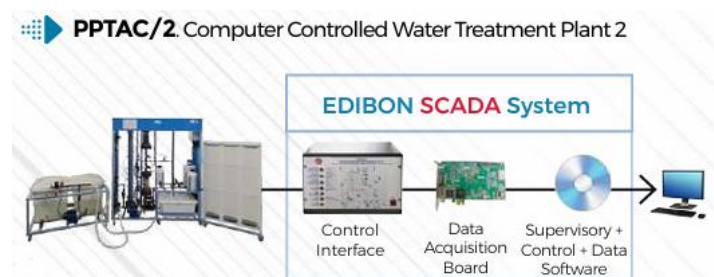 PPTAC/2. Computer Controlled Water Treatment Plant 2
EDIBON SCADA System
Control
Interface
Data
Acquisition
Board
Supervisory +
Control + Data
Software